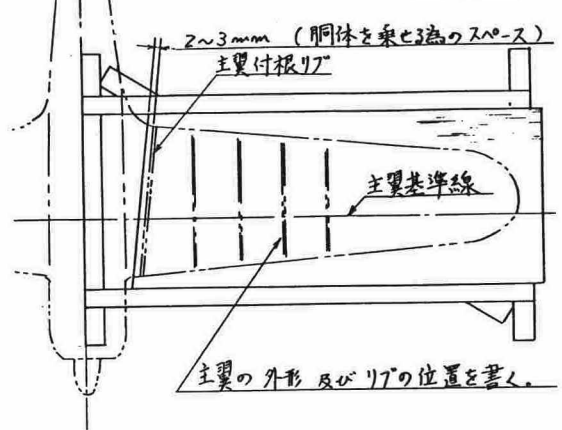 2~3mm (胴体を乗せる為のスペース)
主翼付根リブ
主翼基準線
主翼の外形及びリブの位置を書く。